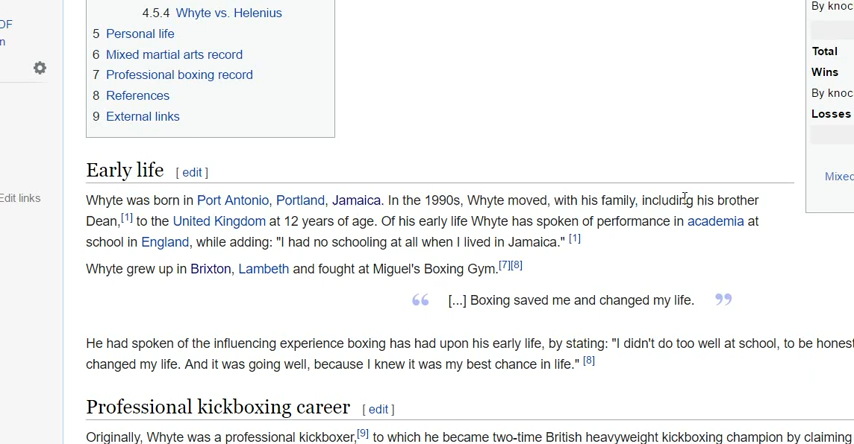 DF
n
Edit links
4.5.4 Whyte vs. Helenius
5 Personal life
6 Mixed martial arts record
7 Professional boxing record
8 References
9 External links
By knoc
Total
Wins
By knoc
Losses
Mixed
Early life [ edit ]
Whyte was born in Port Antonio, Portland, Jamaica. In the 1990s, Whyte moved, with his family, including his brother
Dean,[1] to the United Kingdom at 12 years of age. Of his early life Whyte has spoken of performance in academia at
school in England, while adding: "I had no schooling at all when I lived in Jamaica." [1]
Whyte grew up in Brixton, Lambeth and fought at Miguel's Boxing Gym.[7][8]
“ [...] Boxing saved me and changed my life. ”
He had spoken of the influencing experience boxing has had upon his early life, by stating: "I didn't do too well at school, to be honest
changed my life. And it was going well, because I knew it was my best chance in life." [8]
Professional kickboxing career [ edit ]
Originally, Whyte was a professional kickboxer,[9] to which he became two-time British heavyweight kickboxing champion by claiming